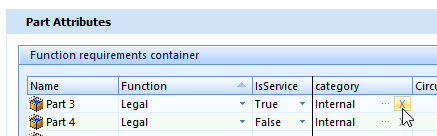 Part Attributes
Function requirements container
Name Function IsService category Circu
Part 3 Legal True Internal ... X
Part 4 Legal False Internal ...